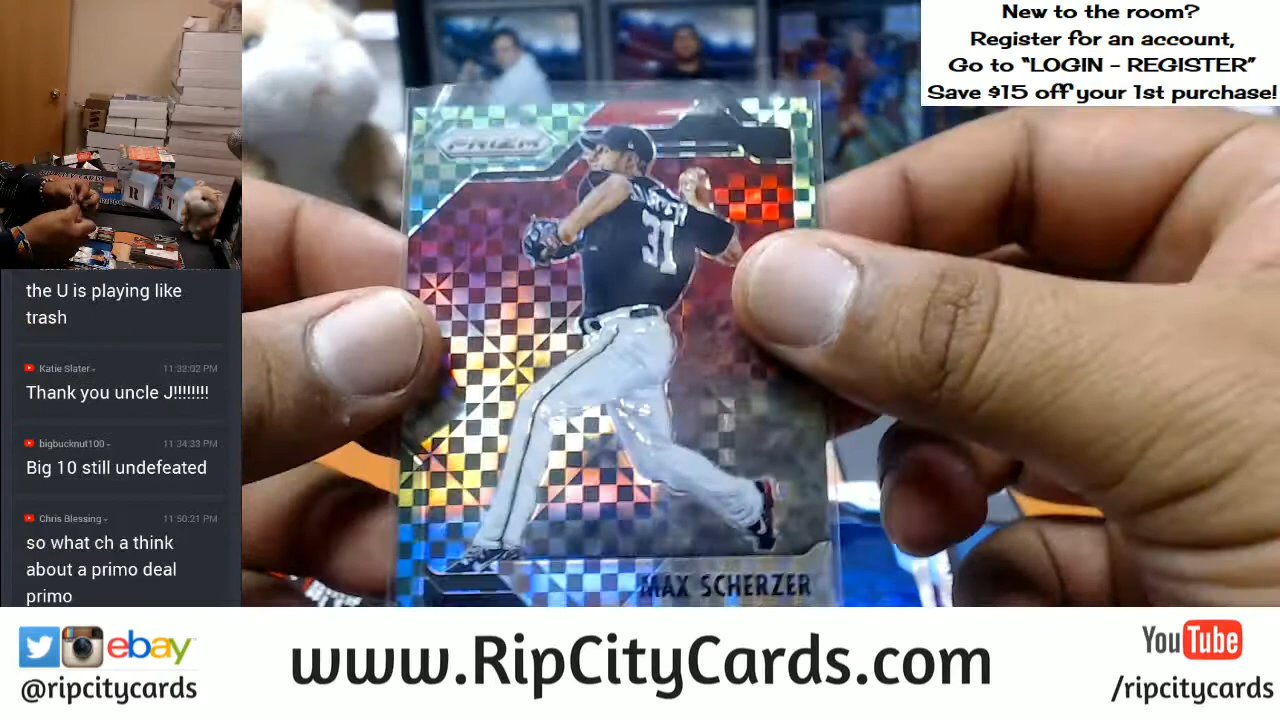 New to the room?
Register for an account,
Go to “LOGIN - REGISTER”
Save $15 off your 1st purchase!
PRIZM
31
MAX SCHERZER
R
T
the U is playing like
trash
Katie Slater
11:32:02 PM
Thank you uncle J!!!!!!!!
bigbucknut100
11:34:33 PM
Big 10 still undefeated
Chris Blessing
11:50:21 PM
so what ch a think
about a primo deal
primo
ebay
@ripcitycards
www.RipCityCards.com
YouTube
/ripcitycards